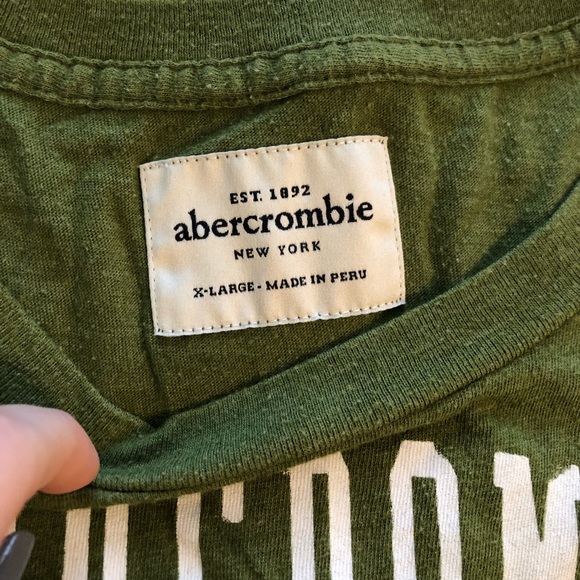 EST. 1892
abercrombie
NEW YORK
X-LARGE - MADE IN PERU